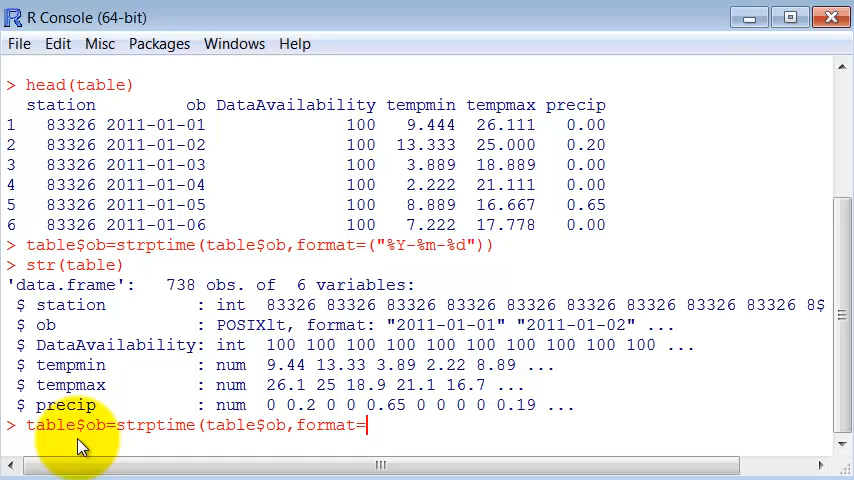 R Console (64-bit)
File Edit Misc Packages Windows Help
> head(table)
  station         ob DataAvailability tempmin tempmax precip
1   83326 2011-01-01              100   9.444  26.111   0.00
2   83326 2011-01-02              100  13.333  25.000   0.20
3   83326 2011-01-03              100   3.889  18.889   0.00
4   83326 2011-01-04              100   2.222  21.111   0.00
5   83326 2011-01-05              100   8.889  16.667   0.65
6   83326 2011-01-06              100   7.222  17.778   0.00
> table$ob=strptime(table$ob,format=("%Y-%m-%d"))
> str(table)
'data.frame':   738 obs. of  6 variables:
 $ station         : int  83326 83326 83326 83326 83326 83326 83326 83326 83326 8$
 $ ob              : POSIXlt, format: "2011-01-01" "2011-01-02" ...
 $ DataAvailability: int  100 100 100 100 100 100 100 100 100 100 ...
 $ tempmin         : num  9.44 13.33 3.89 2.22 8.89 ...
 $ tempmax         : num  26.1 25 18.9 21.1 16.7 ...
 $ precip          : num  0 0.2 0 0 0.65 0 0 0 0 0.19 ...
> table$ob=strptime(table$ob,format=